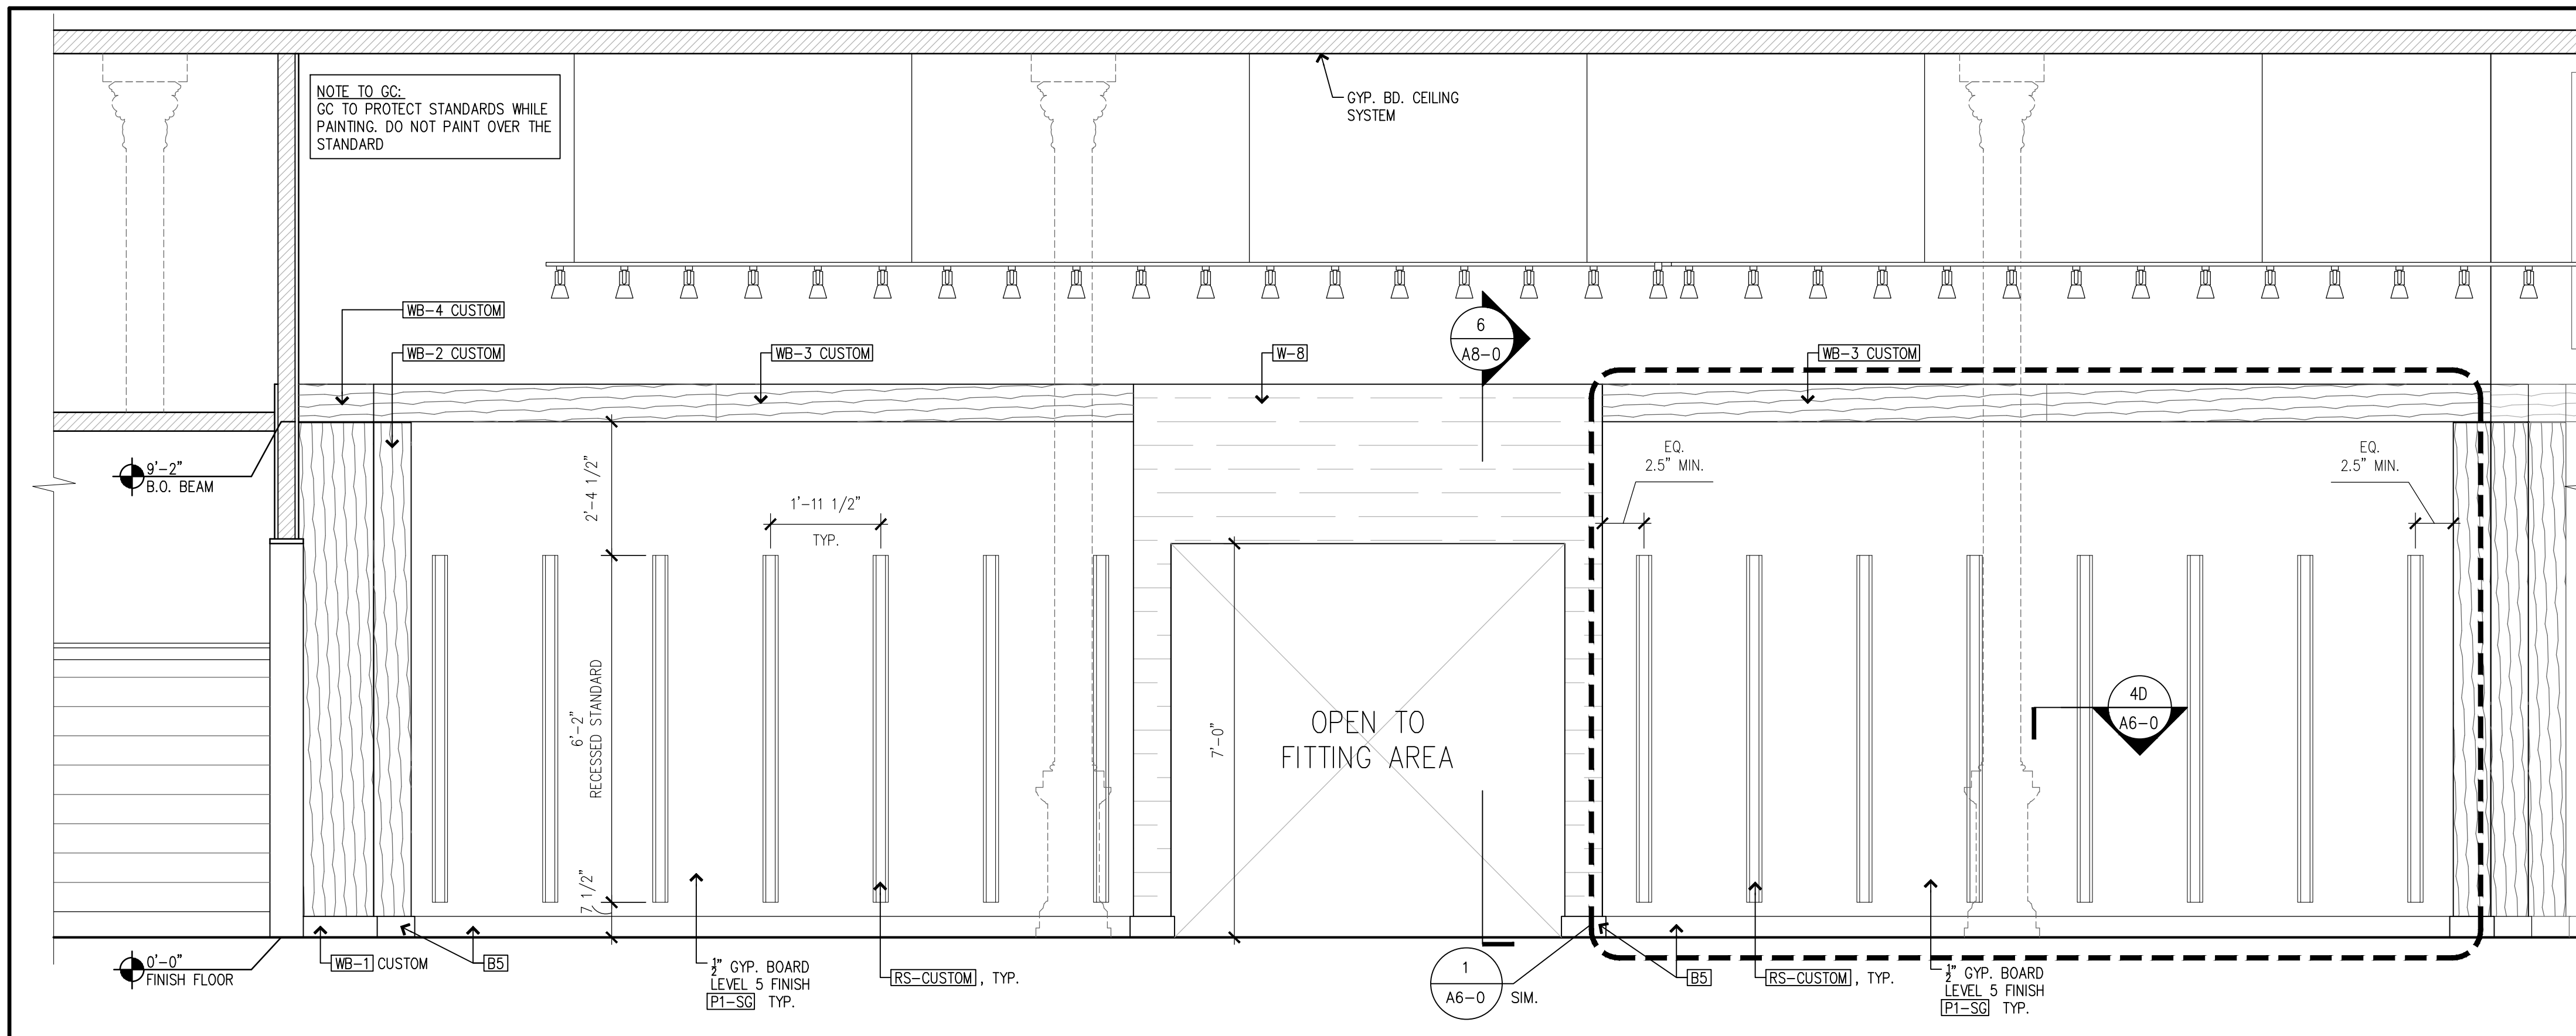 NOTE TO GC:
GC TO PROTECT STANDARDS WHILE
PAINTING. DO NOT PAINT OVER THE
STANDARD
GYP. BD. CEILING
SYSTEM
WB-4 CUSTOM
WB-2 CUSTOM
WB-3 CUSTOM
W-8
6
A8-0
WB-3 CUSTOM
9'-2"
B.O. BEAM
2'-4 1/2"
1'-11 1/2"
TYP.
EQ.
2.5" MIN.
EQ.
2.5" MIN.
6'-2"
RECESSED STANDARD
7 1/2"
7'-0"
OPEN TO
FITTING AREA
4D
A6-0
0'-0"
FINISH FLOOR
WB-1 CUSTOM
B5
½" GYP. BOARD
LEVEL 5 FINISH
P1-SG TYP.
RS-CUSTOM , TYP.
1
A6-0
SIM.
B5
RS-CUSTOM , TYP.
½" GYP. BOARD
LEVEL 5 FINISH
P1-SG TYP.